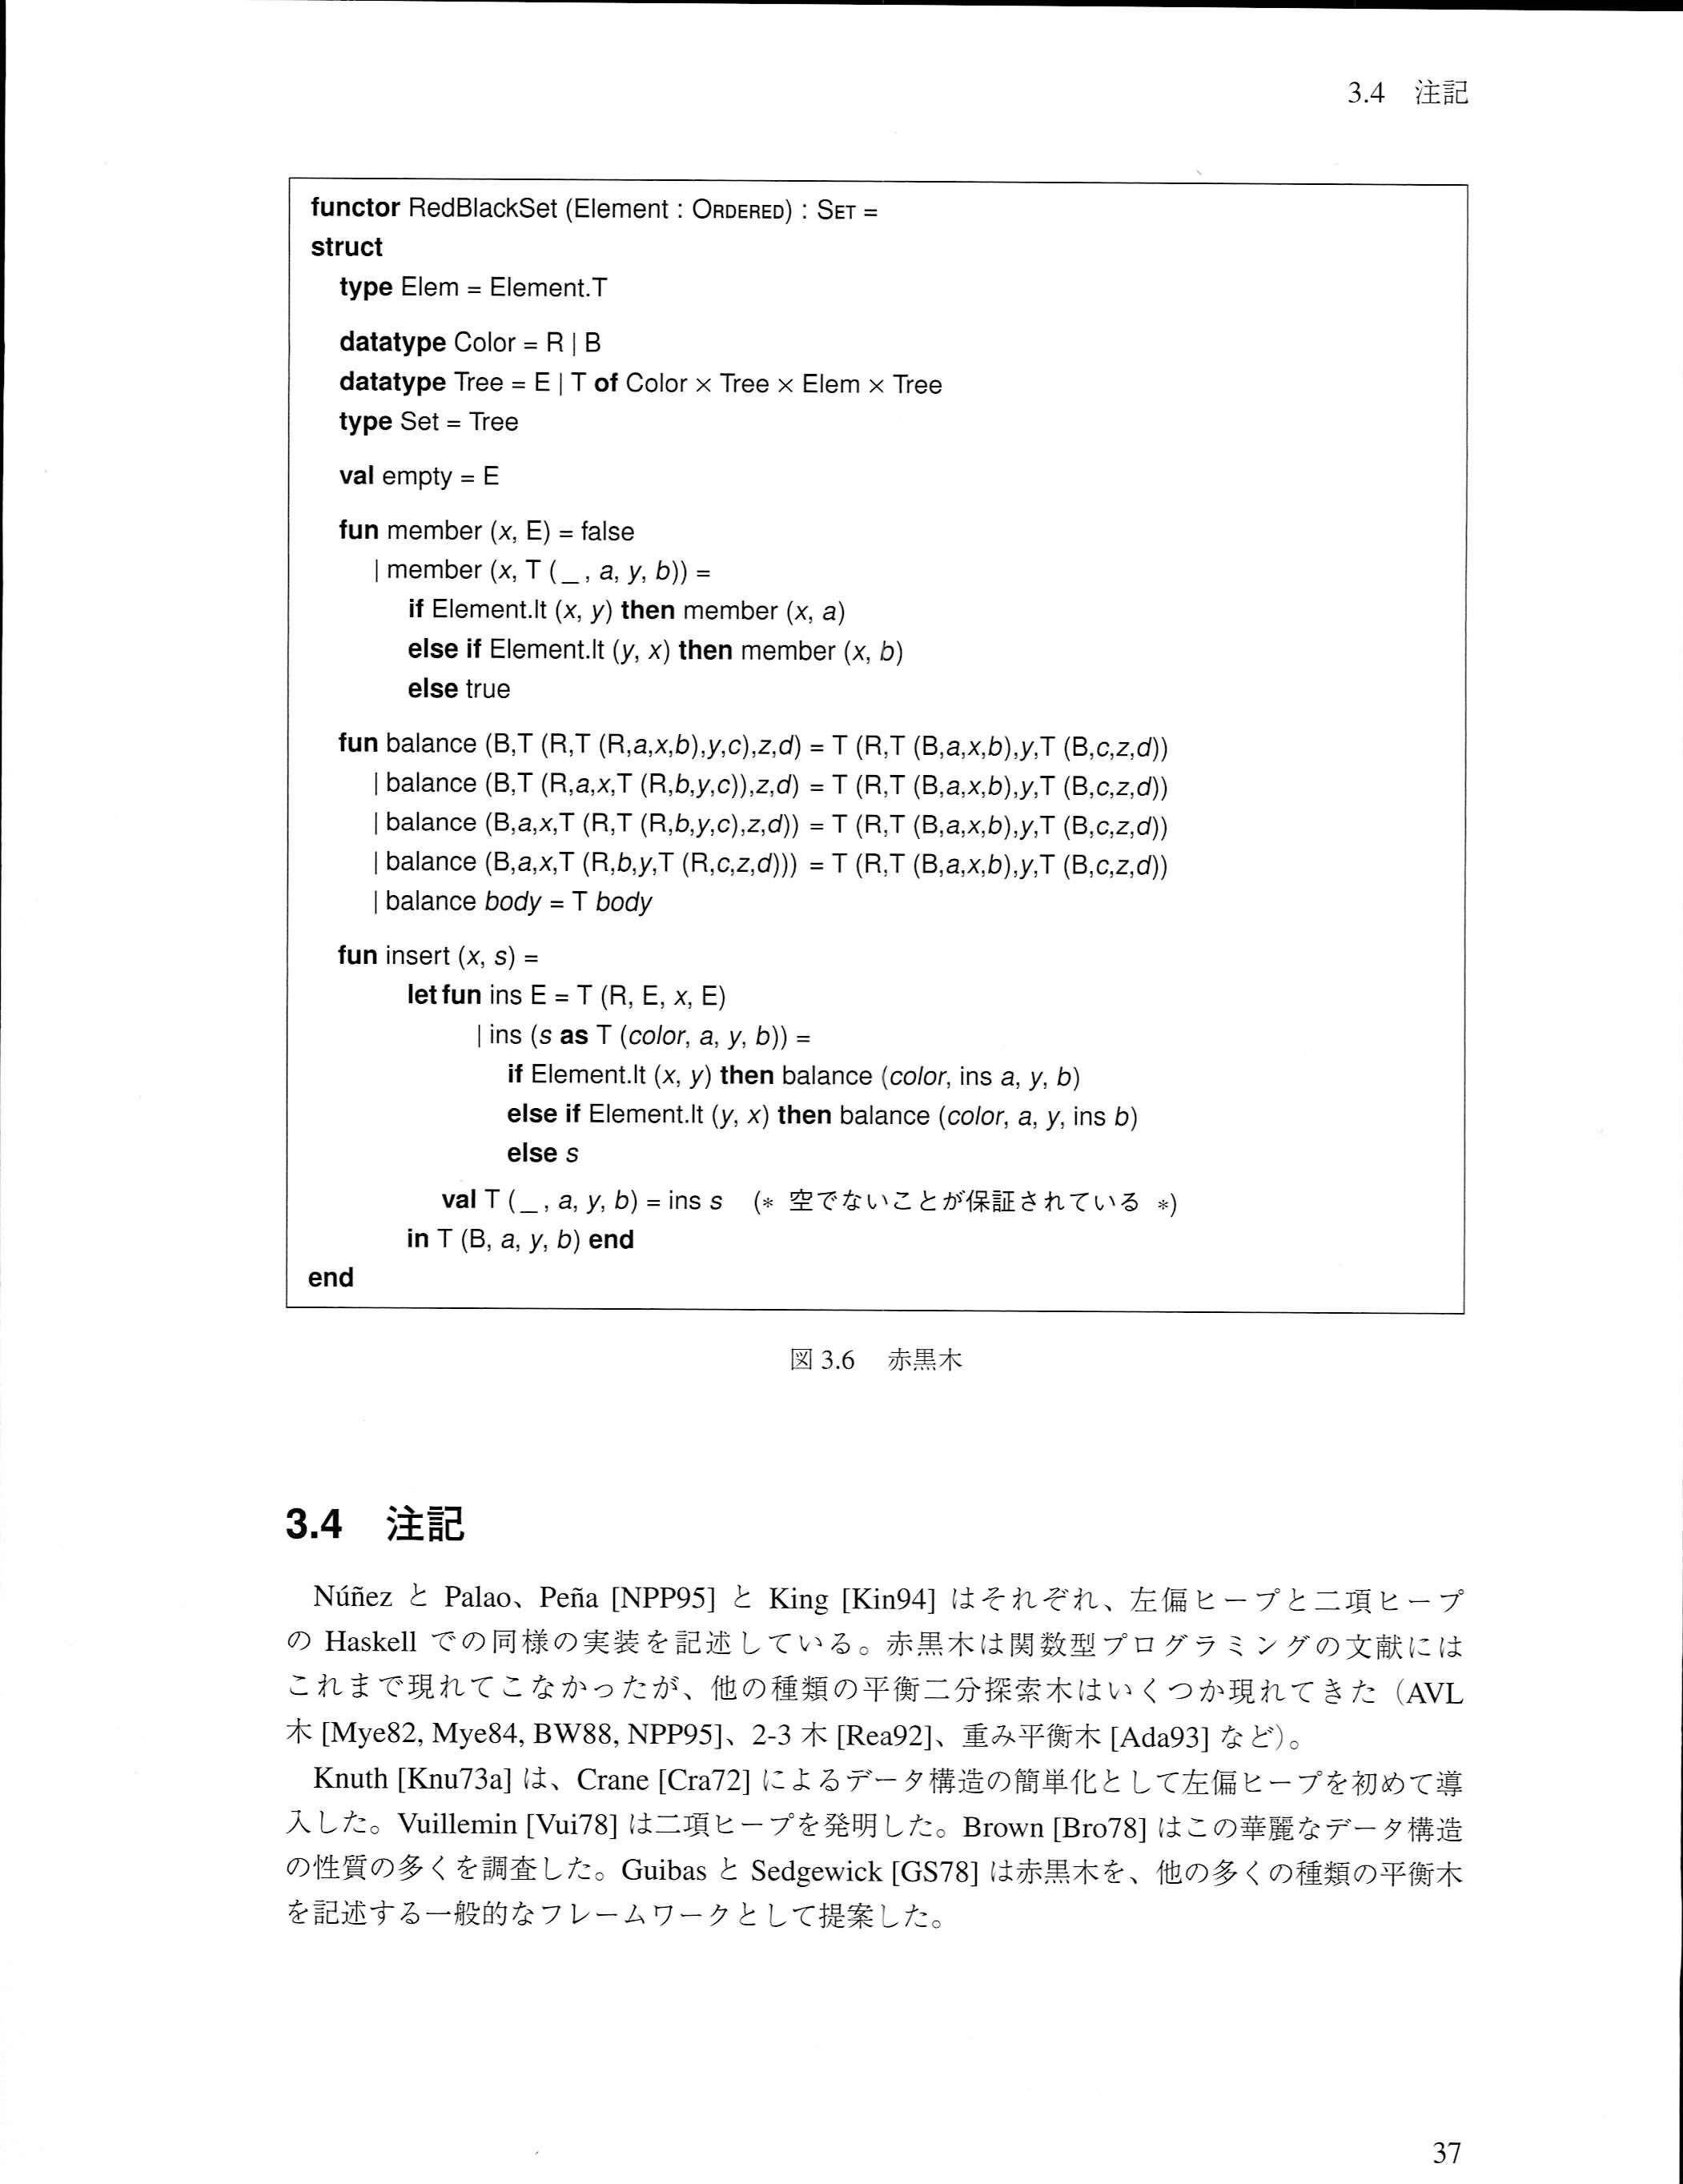 3.4 注記
functor RedBlackSet (Element : ORDERED) : SET =
struct
type Elem = Element.T
datatype Color = R | B
datatype Tree = E | T of Color × Tree × Elem × Tree
type Set = Tree
val empty = E
fun member (x, E) = false
| member (x, T ( _ , a, y, b)) =
if Element.lt (x, y) then member (x, a)
else if Element.lt (y, x) then member (x, b)
else true
fun balance (B,T (R,T (R,a,x,b),y,c),z,d) = T (R,T (B,a,x,b),y,T (B,c,z,d))
| balance (B,T (R,a,x,T (R,b,y,c)),z,d) = T (R,T (B,a,x,b),y,T (B,c,z,d))
| balance (B,a,x,T (R,T (R,b,y,c),z,d)) = T (R,T (B,a,x,b),y,T (B,c,z,d))
| balance (B,a,x,T (R,b,y,T (R,c,z,d))) = T (R,T (B,a,x,b),y,T (B,c,z,d))
| balance body = T body
fun insert (x, s) =
let fun ins E = T (R, E, x, E)
| ins (s as T (color, a, y, b)) =
if Element.lt (x, y) then balance (color, ins a, y, b)
else if Element.lt (y, x) then balance (color, a, y, ins b)
else s
val T ( _ , a, y, b) = ins s (* 空でないことが保証されている *)
in T (B, a, y, b) end
end
図 3.6 赤黒木
3.4 注記
Núñez と Palao、Peña [NPP95] と King [Kin94] はそれぞれ、左偏ヒープと二項ヒープ
の Haskell での同様の実装を記述している。赤黒木は関数型プログラミングの文献には
これまで現れてこなかったが、他の種類の平衡二分探索木はいくつか現れてきた（AVL
木 [Mye82, Mye84, BW88, NPP95]、2-3 木 [Rea92]、重み平衡木 [Ada93] など）。
Knuth [Knu73a] は、Crane [Cra72] によるデータ構造の簡単化として左偏ヒープを初めて導
入した。Vuillemin [Vui78] は二項ヒープを発明した。Brown [Bro78] はこの華麗なデータ構造
の性質の多くを調査した。Guibas と Sedgewick [GS78] は赤黒木を、他の多くの種類の平衡木
を記述する一般的なフレームワークとして提案した。
37